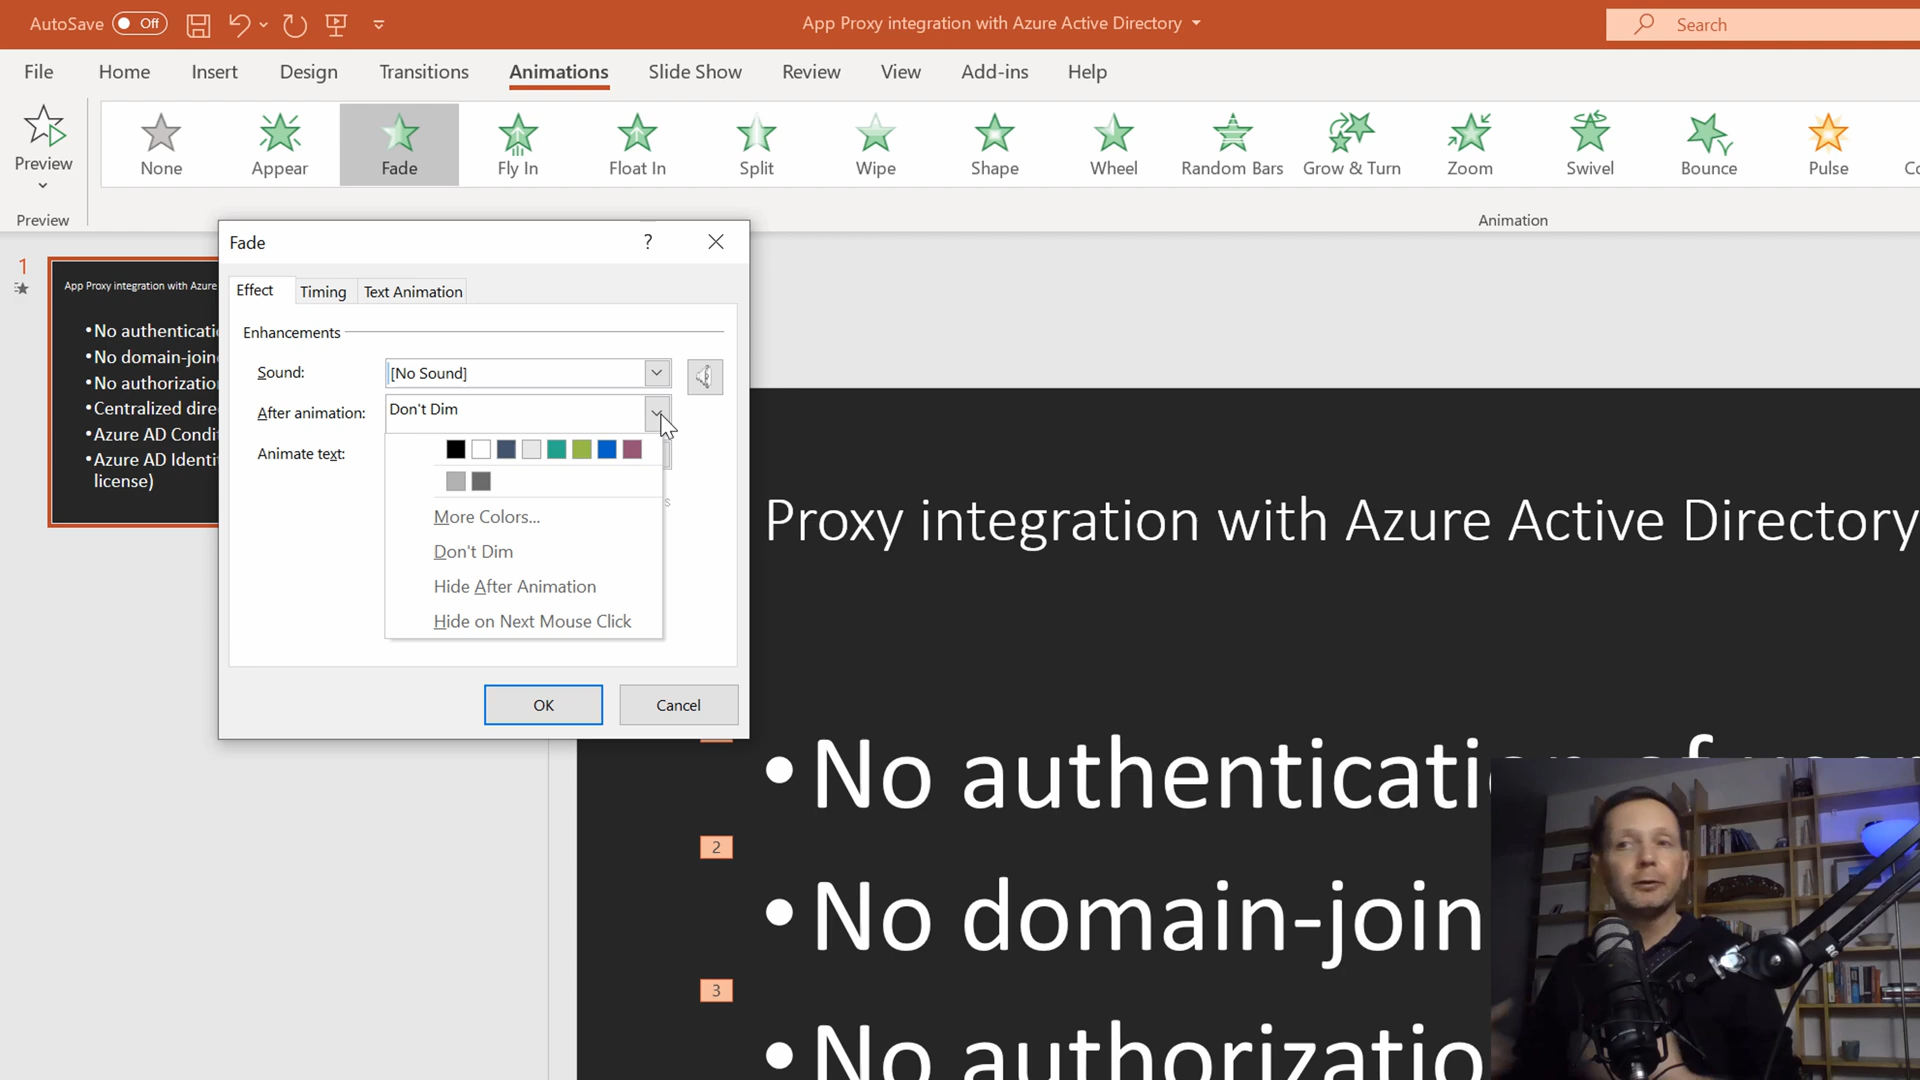 AutoSave Off
App Proxy integration with Azure Active Directory
Search
File Home Insert Design Transitions Animations Slide Show Review View Add-ins Help
Preview
None Appear Fade Fly In Float In Split Wipe Shape Wheel Random Bars Grow & Turn Zoom Swivel Bounce Pulse
Preview
Animation
Fade ?
1
App Proxy integration with Azure
•No authenticati
•No domain-join
•No authorizatio
•Centralized dire
•Azure AD Condit
•Azure AD Identi
license)
Effect Timing Text Animation
Enhancements
Sound: [No Sound]
After animation: Don't Dim
Animate text:
More Colors...
Don't Dim
Hide After Animation
Hide on Next Mouse Click
OK Cancel
Proxy integration with Azure Active Directory
•No authenticati
2
•No domain-join
3
•No authorizatio